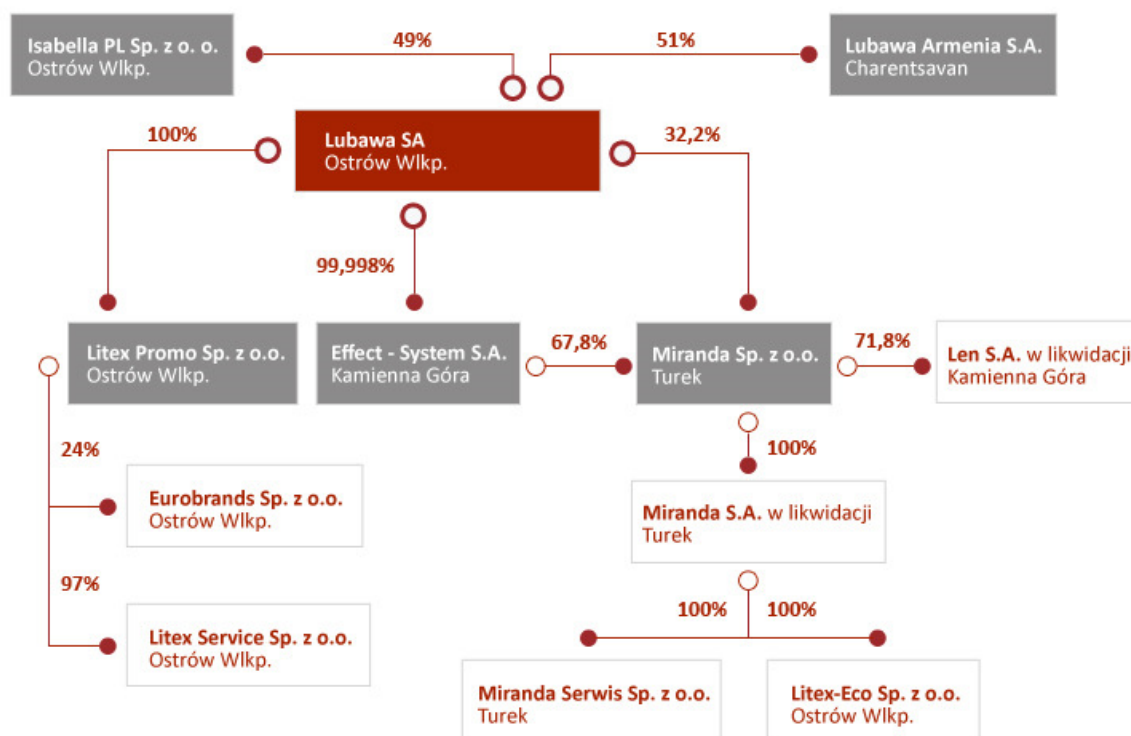 Isabella PL Sp. z o. o.
Ostrów Wlkp.
49%
51%
Lubawa Armenia S.A.
Charentsavan
100%
Lubawa SA
Ostrów Wlkp.
32,2%
99,998%
Litex Promo Sp. z o.o.
Ostrów Wlkp.
Effect - System S.A.
Kamienna Góra
67,8%
Miranda Sp. z o.o.
Turek
71,8%
Len S.A. w likwidacji
Kamienna Góra
24%
100%
Eurobrands Sp. z o.o.
Ostrów Wlkp.
Miranda S.A. w likwidacji
Turek
97%
100%
100%
Litex Service Sp. z o.o.
Ostrów Wlkp.
Miranda Serwis Sp. z o.o.
Turek
Litex-Eco Sp. z o.o.
Ostrów Wlkp.